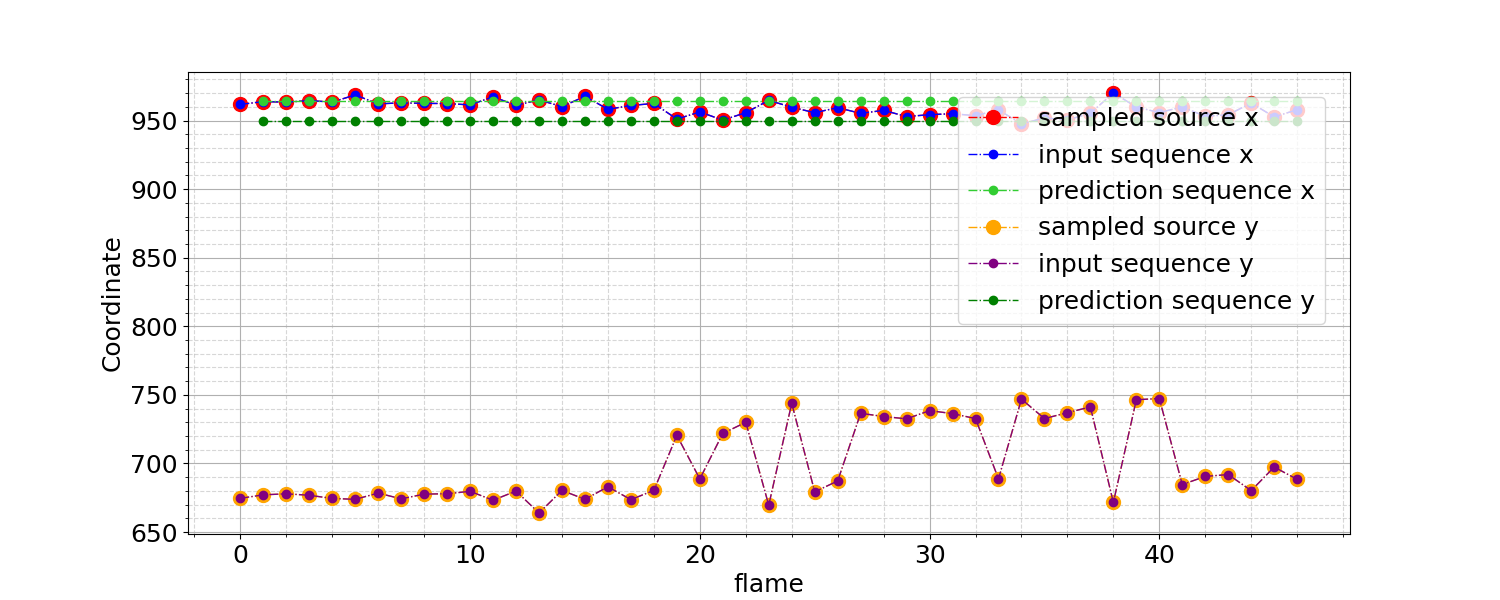 950
900
850
800
750
700
650
Coordinate
sampled source x
input sequence x
prediction sequence x
sampled source y
input sequence y
prediction sequence y
0 10 20 30 40
flame